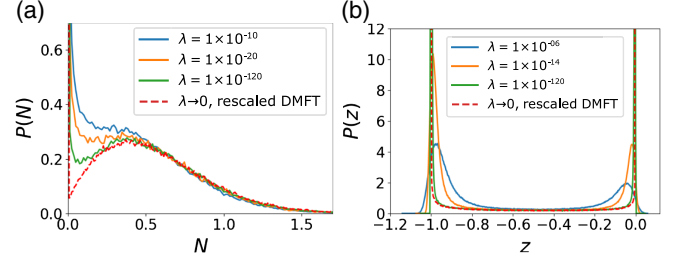 (a)
0.6
0.4
0.2
0.0
P(N)
λ = 1×10⁻¹⁰
λ = 1×10⁻²⁰
λ = 1×10⁻¹²⁰
λ→0, rescaled DMFT
0.0 0.5 1.0 1.5
N
(b)
12
10
8
6
4
2
0
P(z)
λ = 1×10⁻⁰⁶
λ = 1×10⁻¹⁴
λ = 1×10⁻¹²⁰
λ→0, rescaled DMFT
−1.2 −1.0 −0.8 −0.6 −0.4 −0.2 0.0
z